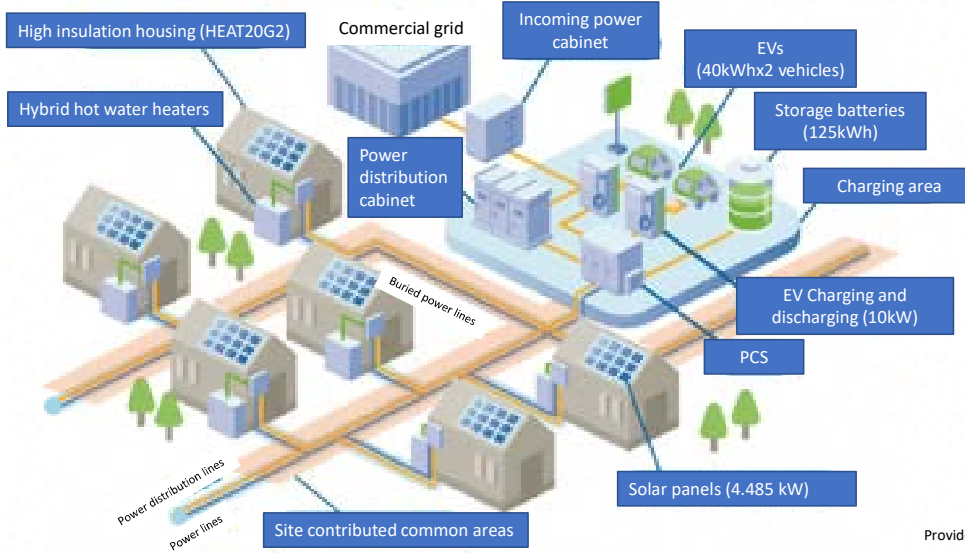 High insulation housing (HEAT20G2)
Commercial grid
Incoming power
cabinet
EVs
(40kWhx2 vehicles)
Hybrid hot water heaters
Storage batteries
(125kWh)
Power
distribution
cabinet
Charging area
Buried power lines
EV Charging and
discharging (10kW)
PCS
Solar panels (4.485 kW)
Power distribution lines
Power lines
Site contributed common areas
Provid